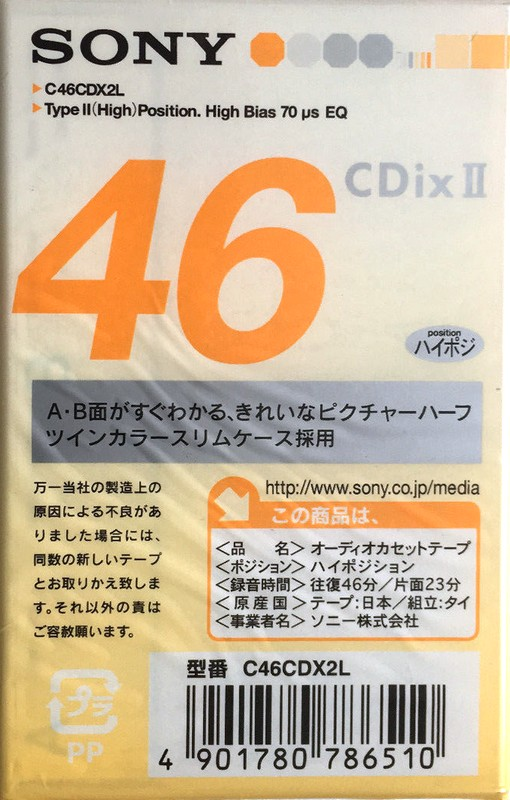 SONY
C46CDX2L
Type II(High)Position. High Bias 70 µs EQ
46
CDixⅡ
position
ハイポジ
A・B面がすぐわかる、きれいなピクチャーハーフ
ツインカラースリムケース採用
万一当社の製造上の
原因による不良があ
りました場合には、
同数の新しいテープ
とお取りかえ致しま
す。それ以外の責は
ご容赦願います。
http://www.sony.co.jp/media
この商品は、
<品　　名> オーディオカセットテープ
<ポジション> ハイポジション
<録音時間> 往復46分／片面23分
<原産国> テープ:日本／組立:タイ
<事業者名> ソニー株式会社
プラ
PP
型番 C46CDX2L
4 901780 786510